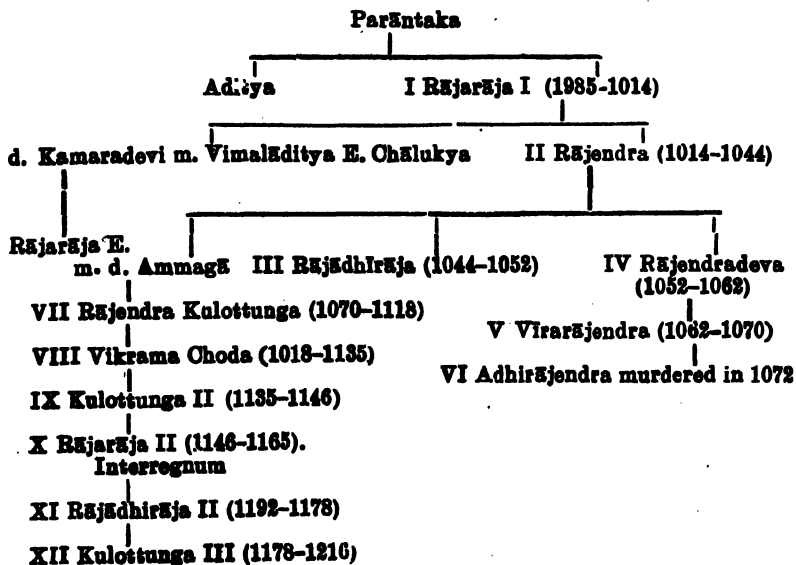 Parāntaka
Aditya I Rājarāja I (1985-1014)
d. Kamaradevi m. Vimalāditya E. Chālukya II Rājendra (1014-1044)
Rājarāja E.
m. d. Ammagā III Rājādhīrāja (1044-1052) IV Rājendradeva
(1052-1062)
VII Rājendra Kulottunga (1070-1118)
V Vīrarājendra (1062-1070)
VIII Vikrama Choda (1018-1135)
VI Adhirājendra murdered in 1072
IX Kulottunga II (1135-1146)
X Rājarāja II (1146-1165).
Interregnum
XI Rājādhirāja II (1192-1178)
XII Kulottunga III (1178-1216)